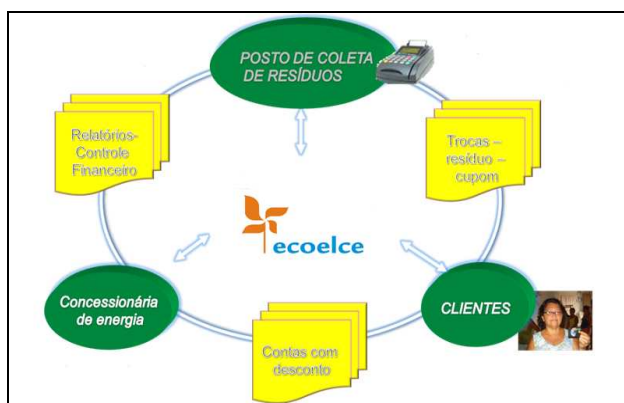 POSTO DE COLETA
DE RESÍDUOS
Relatórios-
Controle
Financeiro
Trocas –
resíduo –
cupom
ecoelce
Concessionária
de energia
CLIENTES
Contas com
desconto